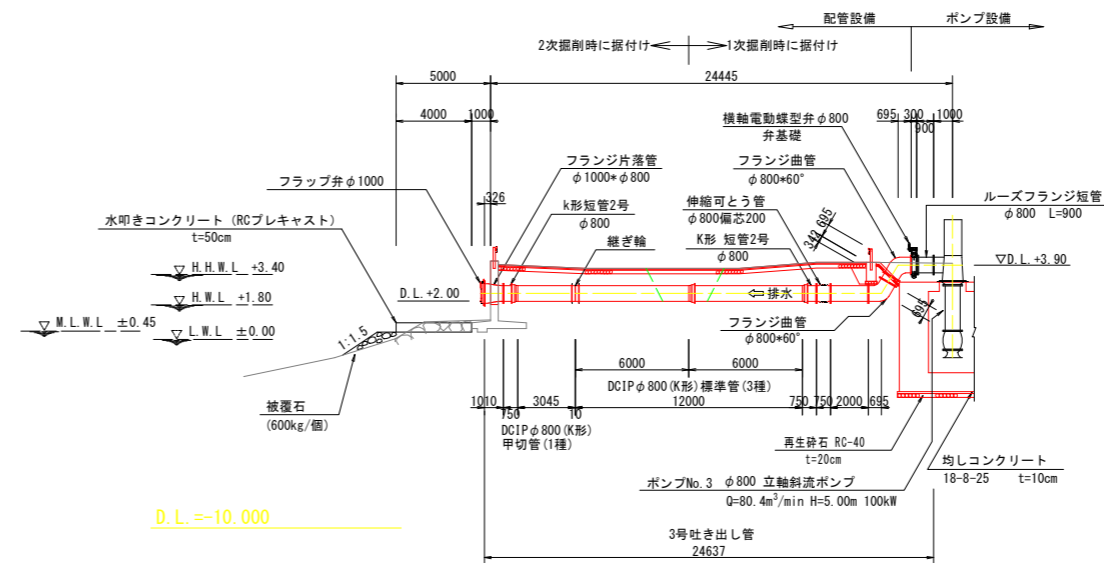 配管設備 ポンプ設備
2次掘削時に据付け 1次掘削時に据付け
5000 24445
4000 1000 695 300 1000
900
横軸電動蝶型弁φ800
弁基礎
フランジ片落管
φ1000*φ800
フランジ曲管
φ800*60°
フラップ弁φ1000
326
k形短管2号
φ800
伸縮可とう管
φ800偏芯200
ルーズフランジ短管
φ800 L=900
水叩きコンクリート (RCプレキャスト)
t=50cm
継ぎ輪
K形 短管2号
φ800
343 695
H.H.W.L +3.40
▽D.L.+3.90
H.W.L +1.80
D.L.+2.00
⇦排水
M.L.W.L ±0.45
L.W.L ±0.00
フランジ曲管
φ800*60°
695
1:1.5
6000 6000
DCIPφ800(K形)標準管(3種)
被覆石
(600kg/個)
1010 750 3045 10 12000 750 750 2000 695
DCIPφ800(K形)
甲切管(1種)
再生砕石 RC-40
t=20cm
均しコンクリート
18-8-25 t=10cm
ポンプNo.3 φ800 立軸斜流ポンプ
Q=80.4m³/min H=5.00m 100kW
D.L.=-10.000
3号吐き出し管
24637